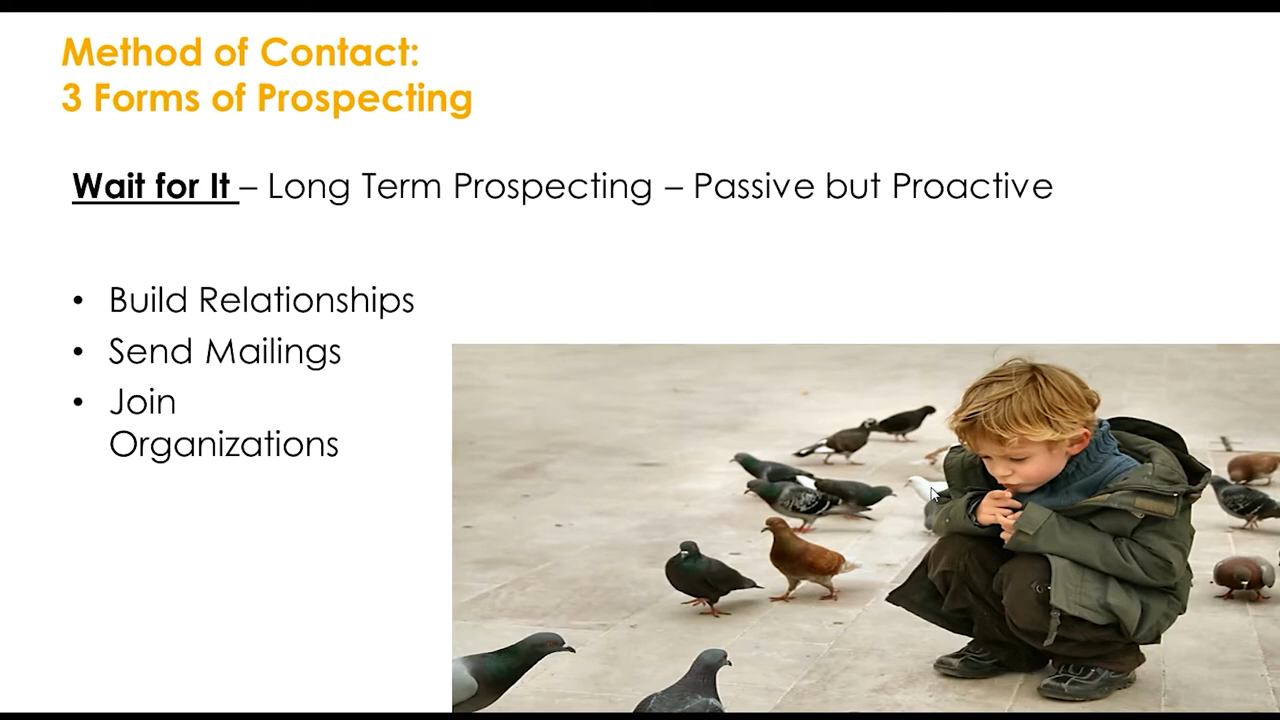 Method of Contact:
3 Forms of Prospecting
Wait for It – Long Term Prospecting – Passive but Proactive
• Build Relationships
• Send Mailings
• Join
Organizations